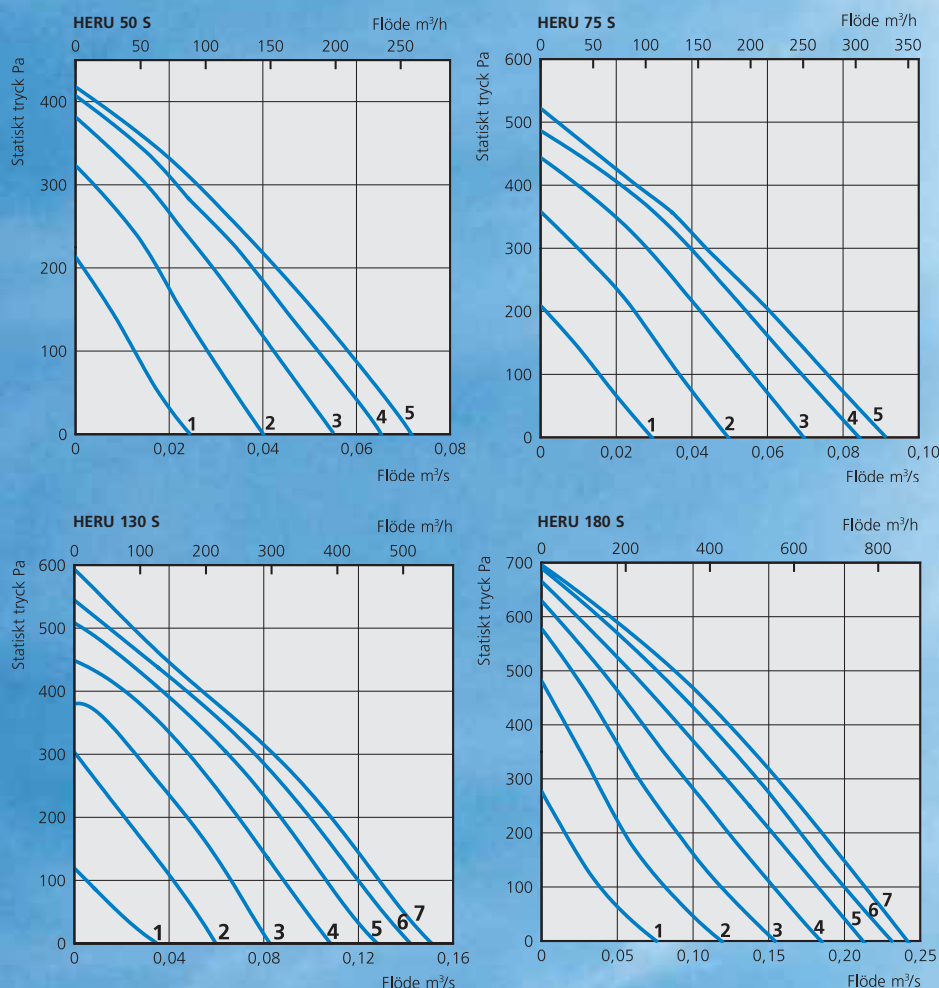 HERU 50 S
Flöde m³/h
0 50 100 150 200 250
Statiskt tryck Pa
400
300
200
100
0
1 2 3 4 5
0 0,02 0,04 0,06 0,08
Flöde m³/s
HERU 75 S
Flöde m³/h
0 50 100 150 200 250 300 350
Statiskt tryck Pa
600
500
400
300
200
100
0
1 2 3 4 5
0 0,02 0,04 0,06 0,08 0,10
Flöde m³/s
HERU 130 S
Flöde m³/h
0 100 200 300 400 500
Statiskt tryck Pa
600
500
400
300
200
100
0
1 2 3 4 5 6 7
0 0,04 0,08 0,12 0,16
Flöde m³/s
HERU 180 S
Flöde m³/h
0 200 400 600 800
Statiskt tryck Pa
700
600
500
400
300
200
100
0
1 2 3 4 5 6 7
0 0,05 0,10 0,15 0,20 0,25
Flöde m³/s